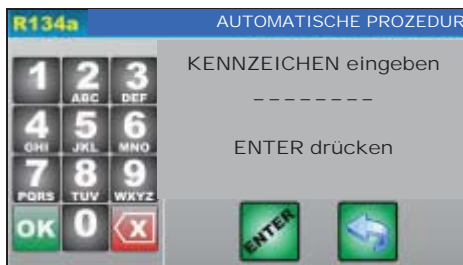 R134a AUTOMATISCHE PROZEDUR
KENNZEICHEN eingeben
--------
ENTER drücken
1 2 ABC 3 DEF
4 GHI 5 JKL 6 MNO
7 PQRS 8 TUV 9 WXYZ
OK 0 X
ENTER